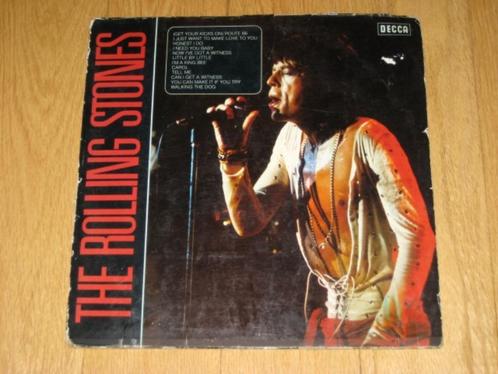 THE ROLLING STONES
(GET YOUR KICKS ON) ROUTE 66
I JUST WANT TO MAKE LOVE TO YOU
HONEST I DO
I NEED YOU BABY
NOW I'VE GOT A WITNESS
LITTLE BY LITTLE
I'M A KING BEE
CAROL
TELL ME
CAN I GET A WITNESS
YOU CAN MAKE IT IF YOU TRY
WALKING THE DOG
DECCA